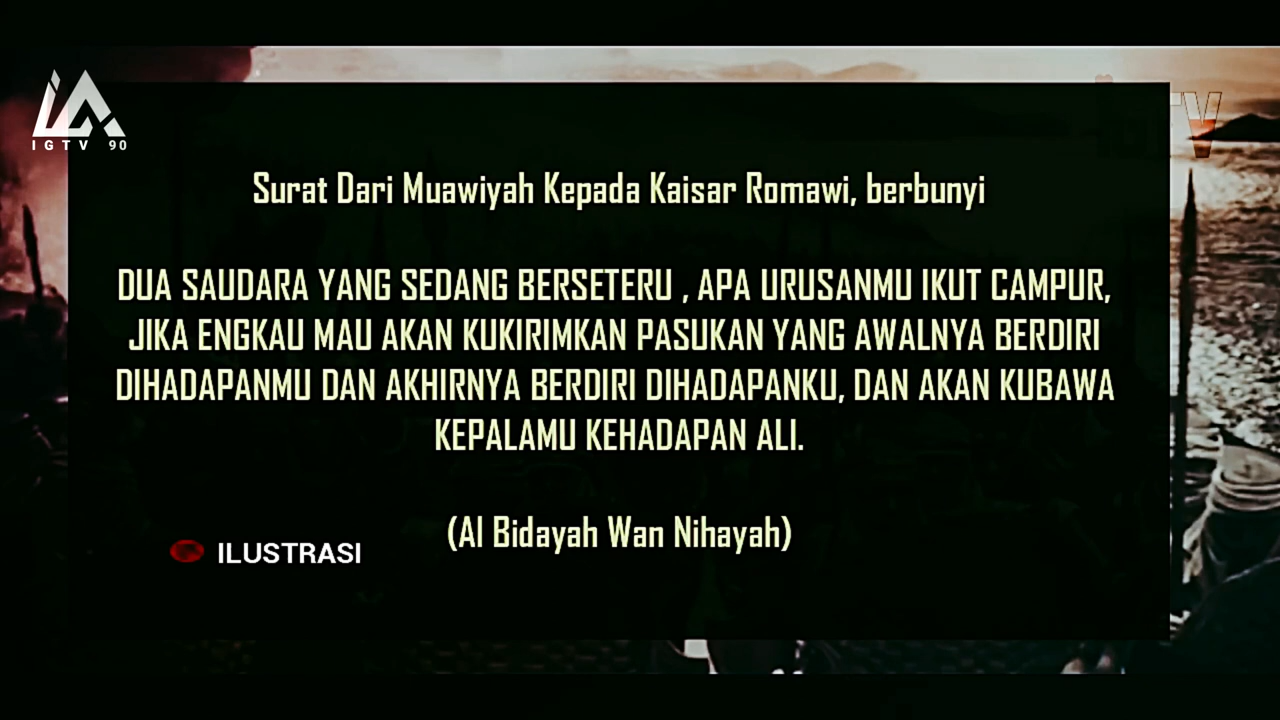 IGTV 90
TV
Surat Dari Muawiyah Kepada Kaisar Romawi, berbunyi
DUA SAUDARA YANG SEDANG BERSETERU , APA URUSANMU IKUT CAMPUR,
JIKA ENGKAU MAU AKAN KUKIRIMKAN PASUKAN YANG AWALNYA BERDIRI
DIHADAPANMU DAN AKHIRNYA BERDIRI DIHADAPANKU, DAN AKAN KUBAWA
KEPALAMU KEHADAPAN ALI.
(Al Bidayah Wan Nihayah)
ILUSTRASI